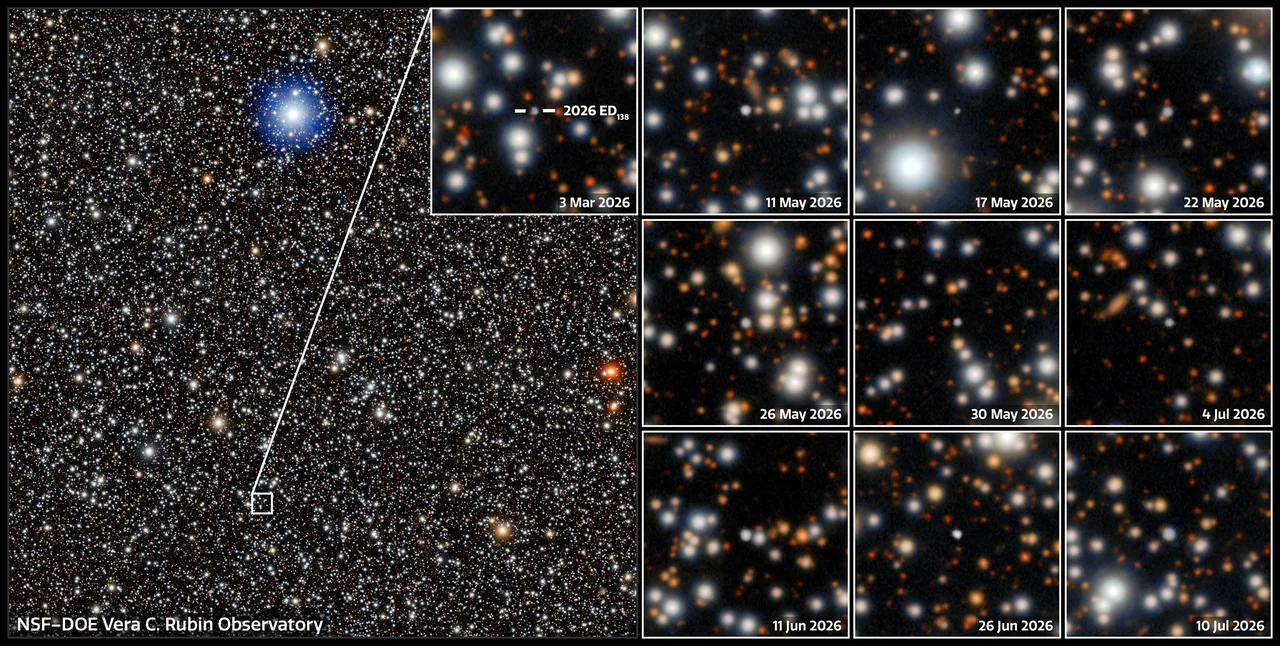 2026 ED138
3 Mar 2026
11 May 2026
17 May 2026
22 May 2026
26 May 2026
30 May 2026
4 Jul 2026
11 Jun 2026
26 Jun 2026
10 Jul 2026
NSF–DOE Vera C. Rubin Observatory